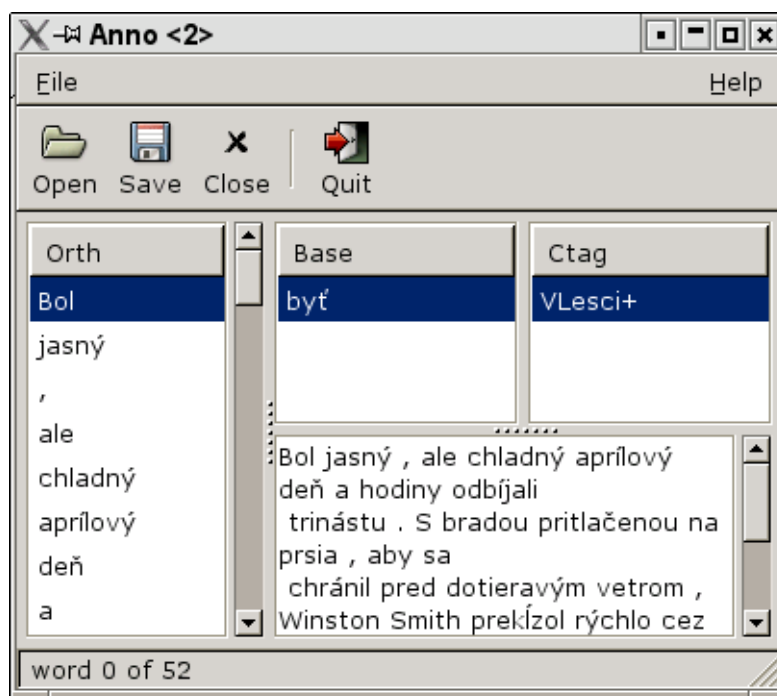 Anno <2>
File Help
Open Save Close Quit
Orth
Bol
jasný
,
ale
chladný
aprílový
deň
a
Base
byť
Ctag
VLesci+
Bol jasný , ale chladný aprílový
deň a hodiny odbíjali
trinástu . S bradou pritlačenou na
prsia , aby sa
chránil pred dotieravým vetrom ,
Winston Smith prekĺzol rýchlo cez
word 0 of 52